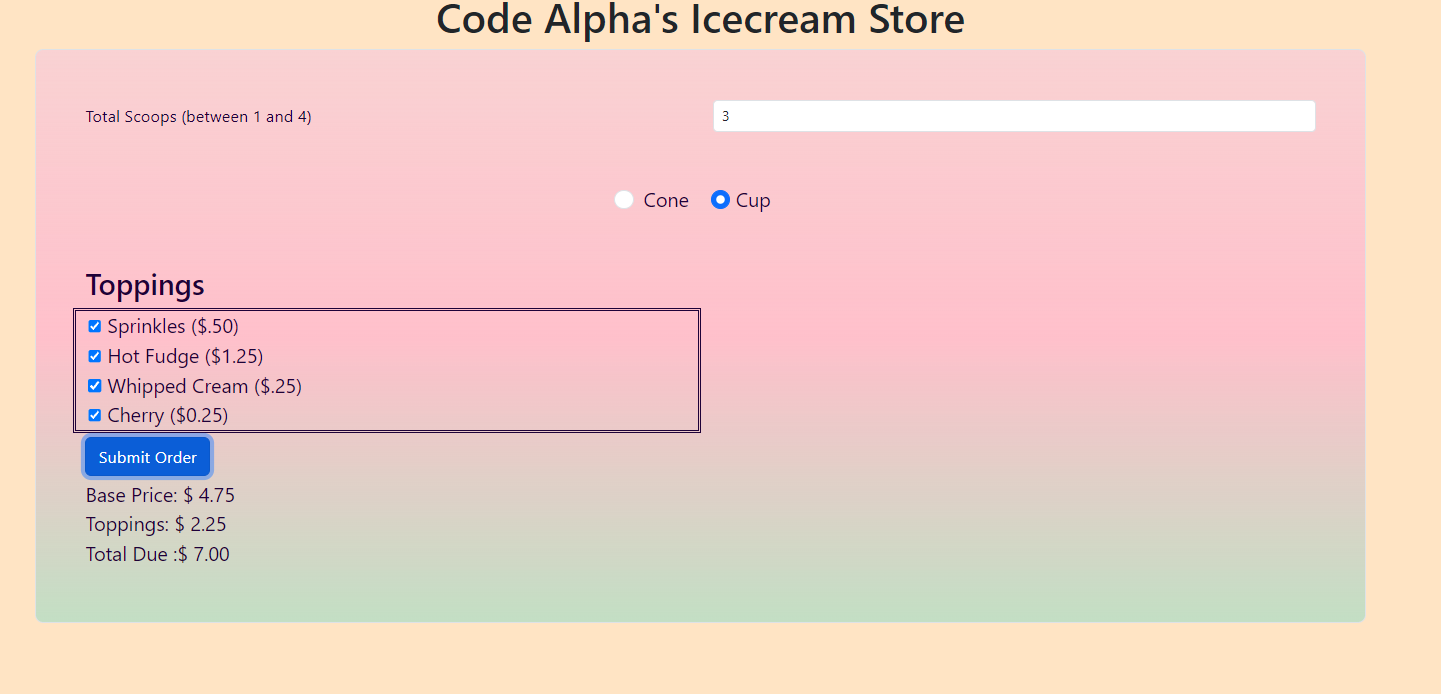 Code Alpha's Icecream Store
Total Scoops (between 1 and 4) 3
Cone Cup
Toppings
Sprinkles ($.50)
Hot Fudge ($1.25)
Whipped Cream ($.25)
Cherry ($0.25)
Submit Order
Base Price: $ 4.75
Toppings: $ 2.25
Total Due :$ 7.00